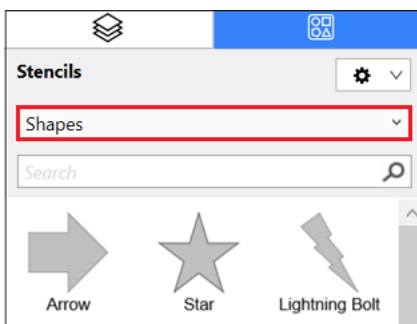 Stencils
Shapes
Search
Arrow Star Lightning Bolt